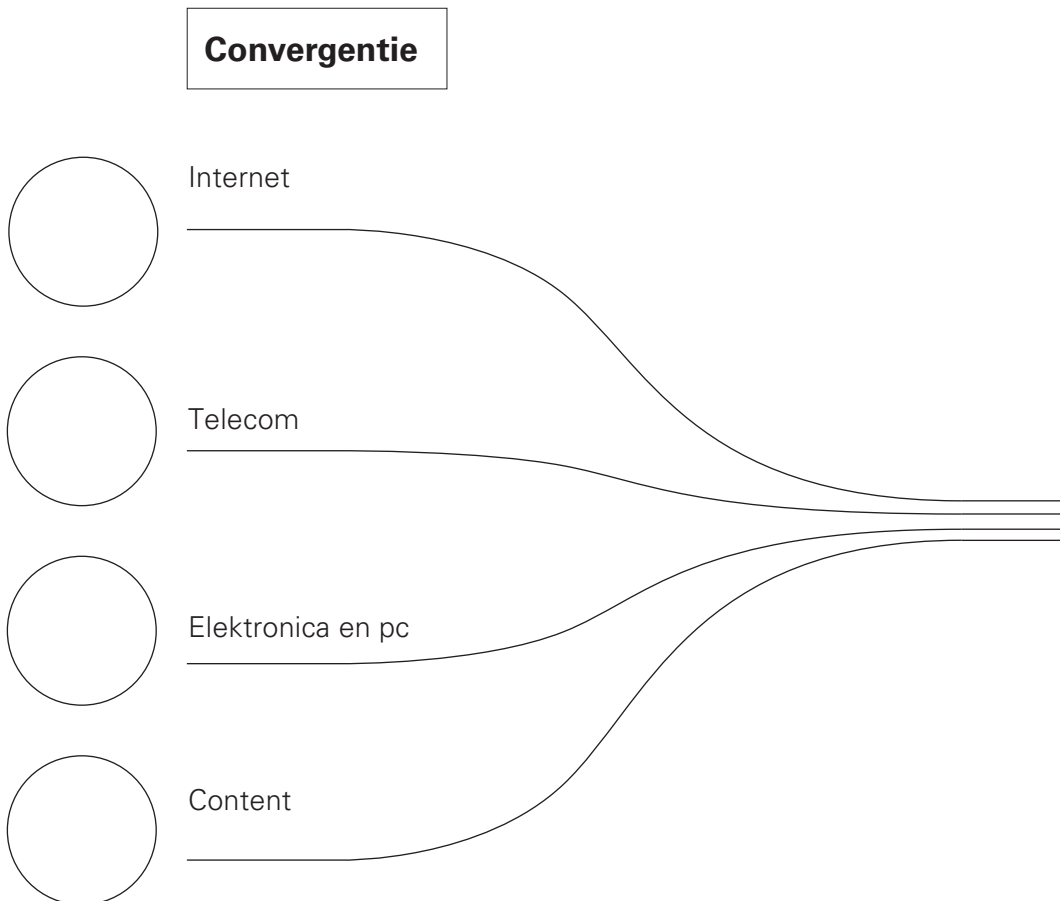 Convergentie
Internet
Telecom
Elektronica en pc
Content